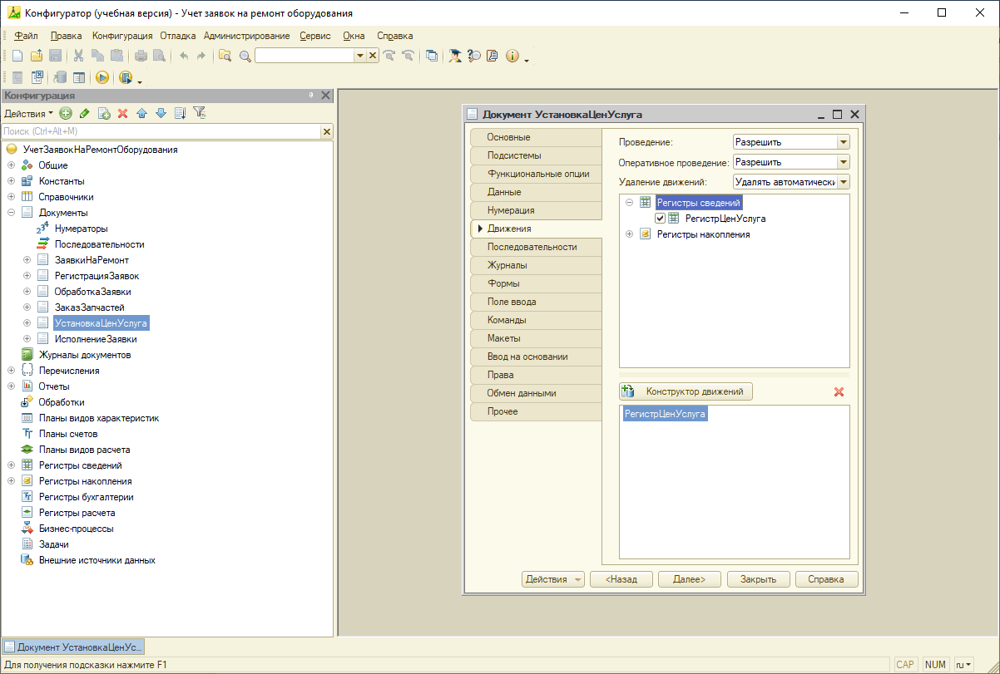 Конфигуратор (учебная версия) - Учет заявок на ремонт оборудования
Файл Правка Конфигурация Отладка Администрирование Сервис Окна Справка
Конфигурация
Действия
Поиск (Ctrl+Alt+M)
УчетЗаявокНаРемонтОборудования
Общие
Константы
Справочники
Документы
Нумераторы
Последовательности
ЗаявкиНаРемонт
РегистрацияЗаявок
ОбработкаЗаявки
ЗаказЗапчастей
УстановкаЦенУслуга
ИсполнениеЗаявки
Журналы документов
Перечисления
Отчеты
Обработки
Планы видов характеристик
Планы счетов
Планы видов расчета
Регистры сведений
Регистры накопления
Регистры бухгалтерии
Регистры расчета
Бизнес-процессы
Задачи
Внешние источники данных
Документ УстановкаЦенУслуга
Основные
Подсистемы
Функциональные опции
Данные
Нумерация
Движения
Последовательности
Журналы
Формы
Поле ввода
Команды
Макеты
Ввод на основании
Права
Обмен данными
Прочее
Проведение: Разрешить
Оперативное проведение: Разрешить
Удаление движений: Удалять автоматически
Регистры сведений
РегистрЦенУслуга
Регистры накопления
Конструктор движений
РегистрЦенУслуга
Действия <Назад Далее> Закрыть Справка
Документ УстановкаЦенУс...
Для получения подсказки нажмите F1 CAP NUM ru